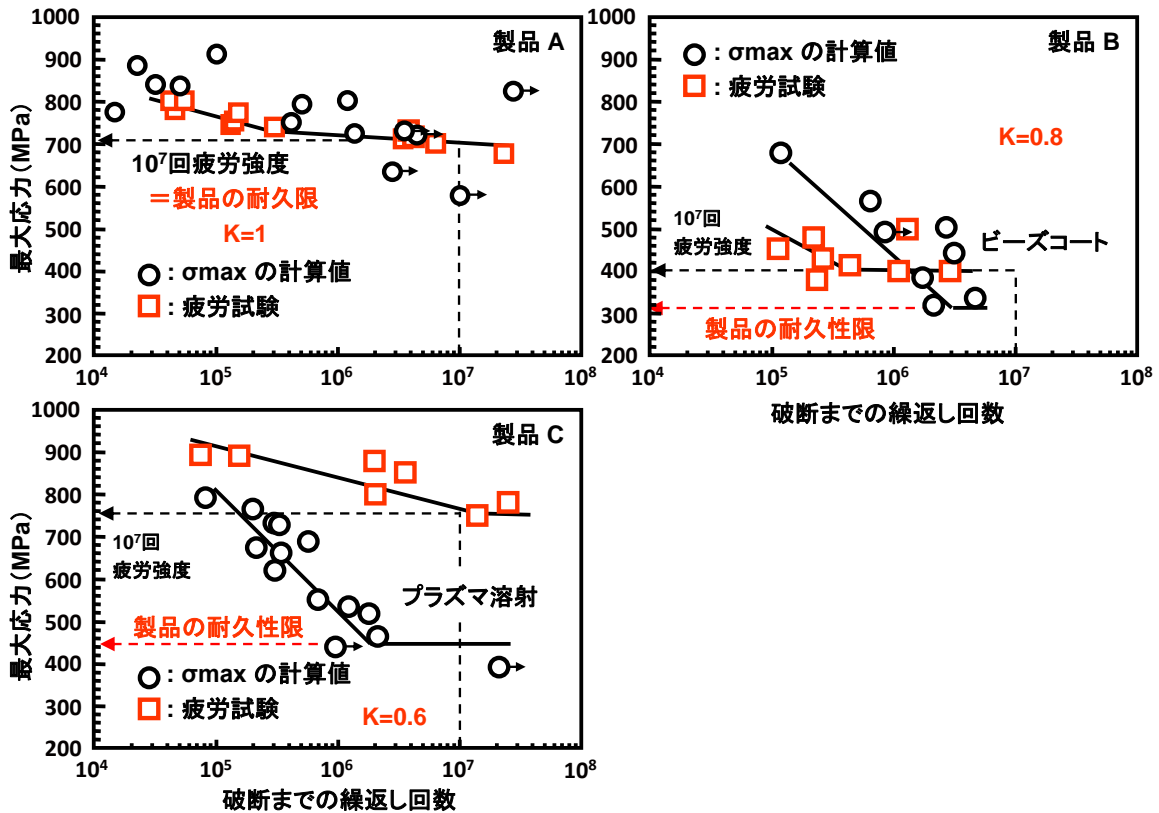 製品 A
1000
900
800
700
600
500
400
300
200
最大応力(MPa)
10⁷回疲労強度
＝製品の耐久限
K=1
○ : σmax の計算値
□ : 疲労試験
10⁴ 10⁵ 10⁶ 10⁷ 10⁸
製品 B
1000
900
800
700
600
500
400
300
200
○ : σmax の計算値
□ : 疲労試験
K=0.8
10⁷回
疲労強度
ビーズコート
製品の耐久性限
10⁴ 10⁵ 10⁶ 10⁷ 10⁸
破断までの繰返し回数
製品 C
1000
900
800
700
600
500
400
300
200
最大応力(MPa)
10⁷回
疲労強度
プラズマ溶射
製品の耐久性限
○ : σmax の計算値
□ : 疲労試験
K=0.6
10⁴ 10⁵ 10⁶ 10⁷ 10⁸
破断までの繰返し回数